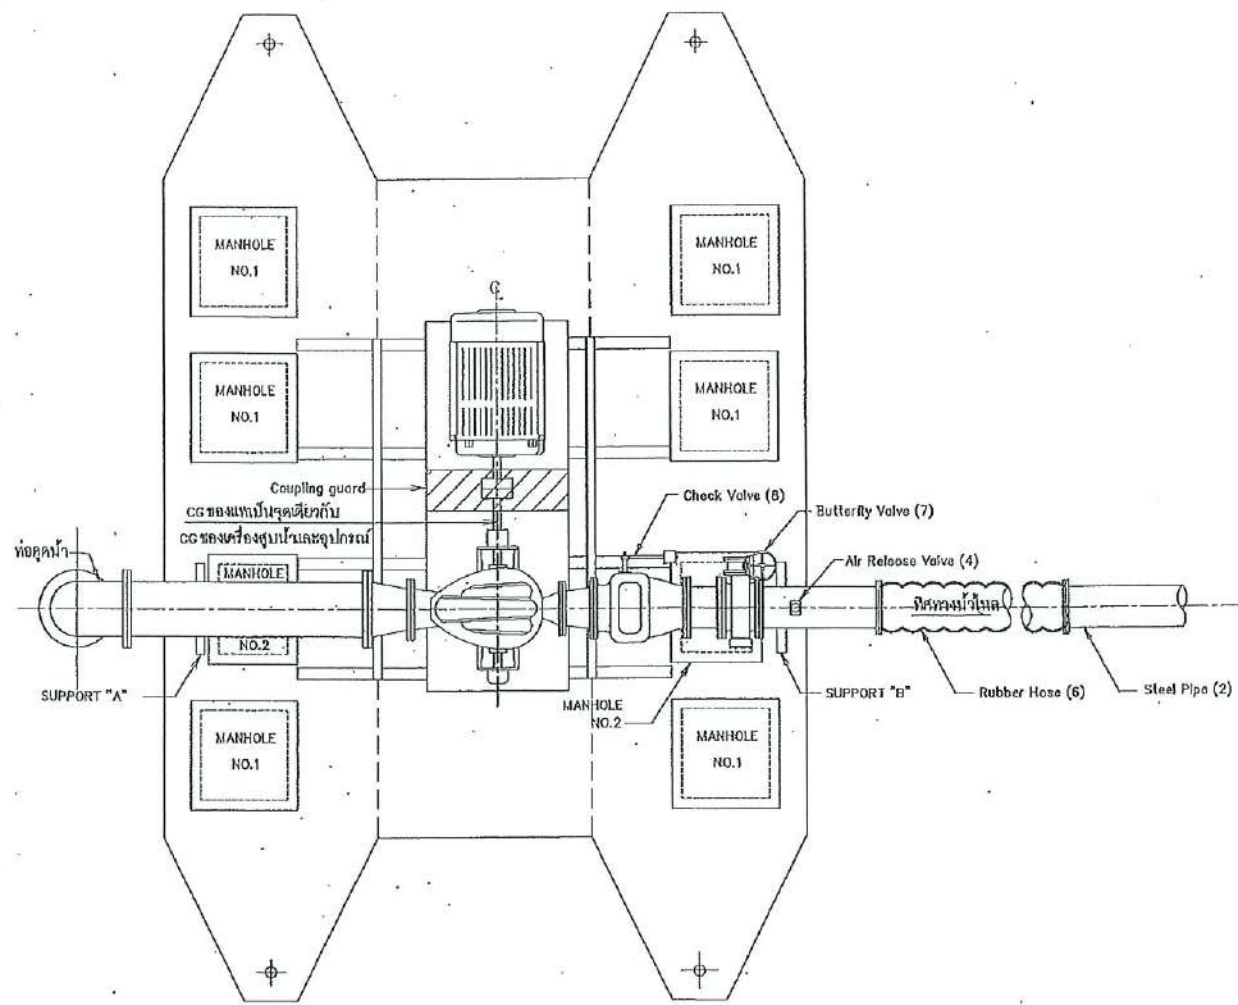 MANHOLE
NO.1
MANHOLE
NO.1
℄
MANHOLE
NO.1
MANHOLE
NO.1
Coupling guard
Check Valve (8)
CG ของแพเป็นจุดเดียวกับ
CG ของเครื่องสูบน้ำและอุปกรณ์
Butterfly Valve (7)
ท่อดูดน้ำ
Air Release Valve (4)
MANHOLE
NO.2
ทิศทางน้ำไหล
SUPPORT "A"
MANHOLE
NO.2
SUPPORT "B"
Rubber Hose (6)
Steel Pipe (2)
MANHOLE
NO.1
MANHOLE
NO.1